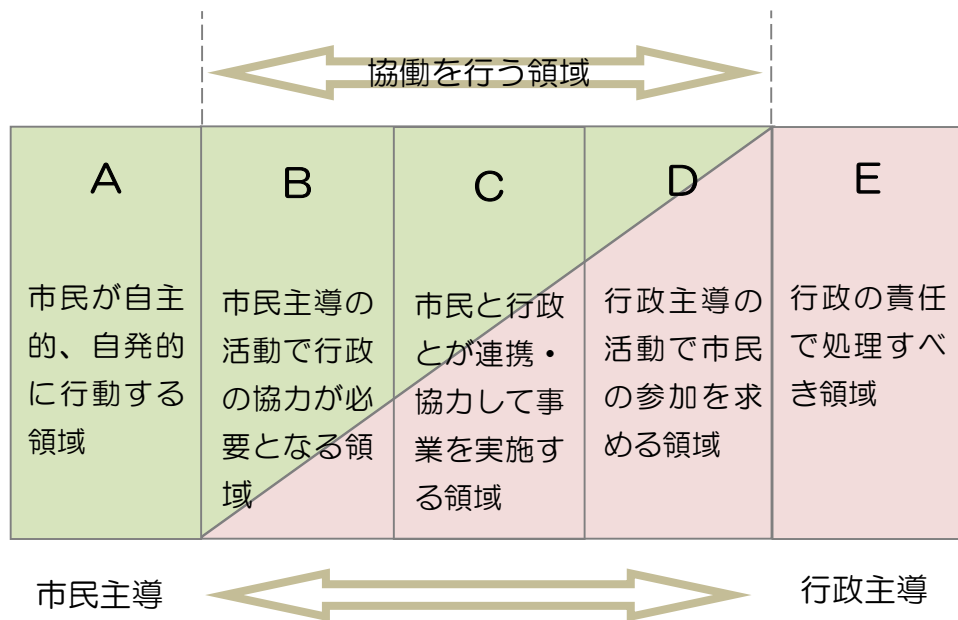 協働を行う領域
A
市民が自主
的、自発的
に行動する
領域
B
市民主導の
活動で行政
の協力が必
要となる領
域
C
市民と行政
とが連携・
協力して事
業を実施す
る領域
D
行政主導の
活動で市民
の参加を求
める領域
E
行政の責任
で処理すべ
き領域
市民主導
行政主導